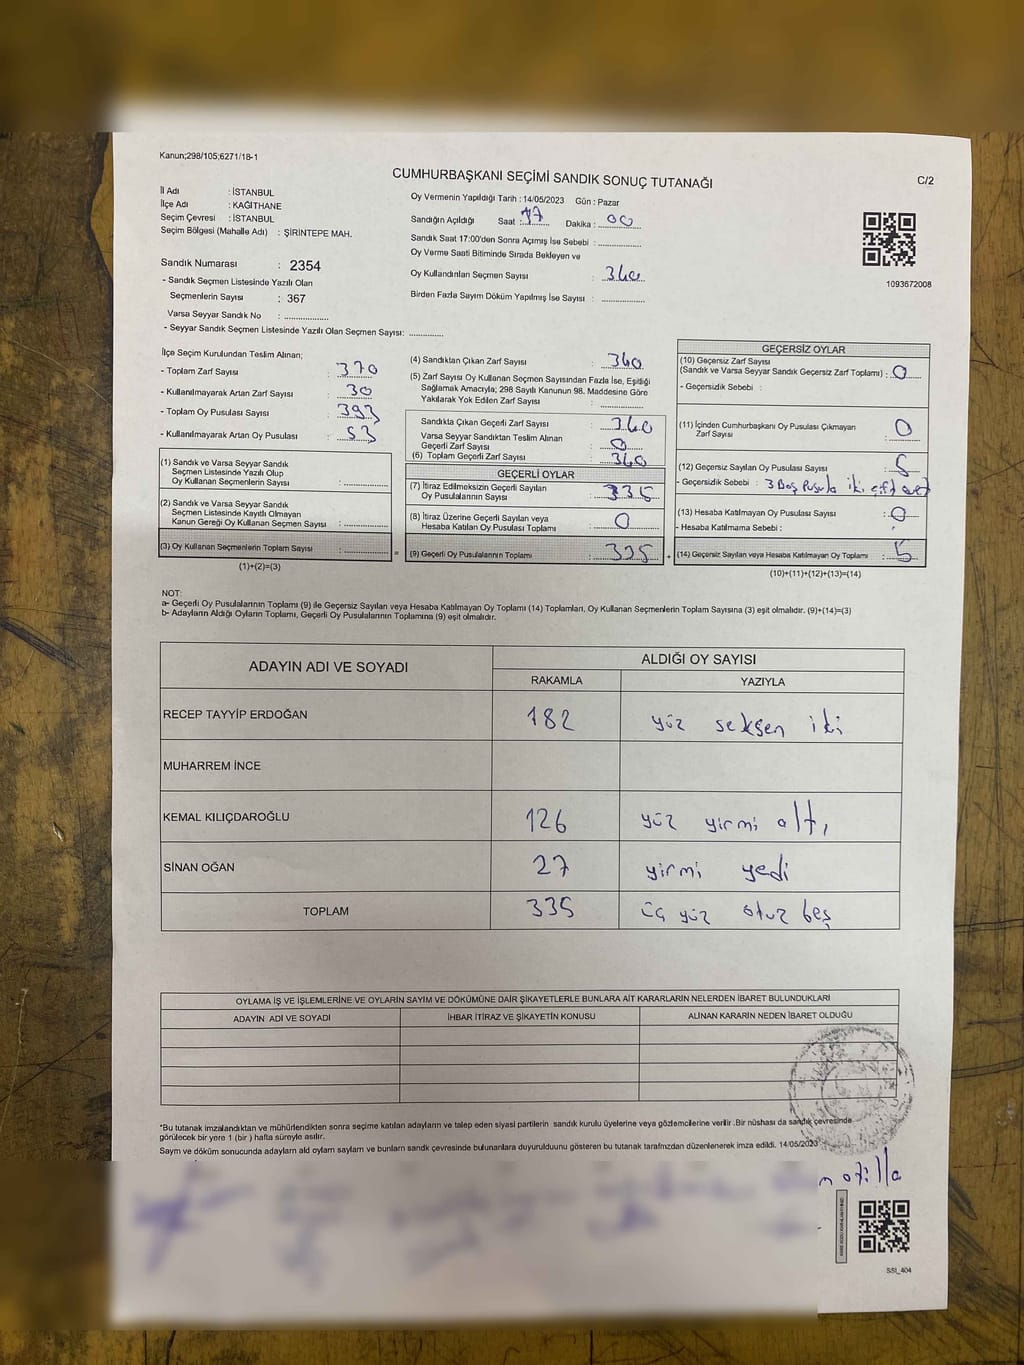 Kanun;298/105;6271/18-1
CUMHURBAŞKANI SEÇİMİ SANDIK SONUÇ TUTANAĞI
C/2
İl Adı : İSTANBUL
İlçe Adı : KAĞITHANE
Seçim Çevresi : İSTANBUL
Seçim Bölgesi (Mahalle Adı) : ŞİRİNTEPE MAH.
Sandık Numarası : 2354
- Sandık Seçmen Listesinde Yazılı Olan
Seçmenlerin Sayısı : 367
Varsa Seyyar Sandık No :
- Seyyar Sandık Seçmen Listesinde Yazılı Olan Seçmen Sayısı:
Oy Vermenin Yapıldığı Tarih : 14/05/2023 Gün : Pazar
Sandığın Açıldığı Saat : 17 Dakika : 00
Sandık Saat 17:00'den Sonra Açımış İse Sebebi :
Oy Verme Saati Bitiminde Sırada Bekleyen ve
Oy Kullandırılan Seçmen Sayısı : 340
Birden Fazla Sayım Döküm Yapılmış İse Sayısı :
1093672008
İlçe Seçim Kurulundan Teslim Alınan;
- Toplam Zarf Sayısı : 370
- Kullanılmayarak Artan Zarf Sayısı : 30
- Toplam Oy Pusulası Sayısı : 393
- Kullanılmayarak Artan Oy Pusulası : 53
(1) Sandık ve Varsa Seyyar Sandık
Seçmen Listesinde Yazılı Olup
Oy Kullanan Seçmenlerin Sayısı :
(2) Sandık ve Varsa Seyyar Sandık
Seçmen Listesinde Kayıtlı Olmayan
Kanun Gereği Oy Kullanan Seçmen Sayısı :
(3) Oy Kullanan Seçmenlerin Toplam Sayısı : =
(1)+(2)=(3)
(4) Sandıktan Çıkan Zarf Sayısı : 340
(5) Zarf Sayısı Oy Kullanan Seçmen Sayısından Fazla İse, Eşitliği
Sağlamak Amacıyla; 298 Sayılı Kanunun 98. Maddesine Göre
Yakılarak Yok Edilen Zarf Sayısı :
Sandıkta Çıkan Geçerli Zarf Sayısı : 340
Varsa Seyyar Sandıktan Teslim Alınan
Geçerli Zarf Sayısı : 0
(6) Toplam Geçerli Zarf Sayısı : 340
GEÇERLİ OYLAR
(7) İtiraz Edilmeksizin Geçerli Sayılan
Oy Pusulalarının Sayısı : 335
(8) İtiraz Üzerine Geçerli Sayılan veya
Hesaba Katılan Oy Pusulası Toplamı : 0
(9) Geçerli Oy Pusulalarının Toplamı : 335 +
GEÇERSİZ OYLAR
(10) Geçersiz Zarf Sayısı
(Sandık ve Varsa Seyyar Sandık Geçersiz Zarf Toplamı) : 0
- Geçersizlik Sebebi :
(11) İçinden Cumhurbaşkanı Oy Pusulası Çıkmayan
Zarf Sayısı : 0
(12) Geçersiz Sayılan Oy Pusulası Sayısı : 5
- Geçersizlik Sebebi : 3 Boş Pusula iki çift evet
(13) Hesaba Katılmayan Oy Pusulası Sayısı : 0
- Hesaba Katılmama Sebebi :
(14) Geçersiz Sayılan veya Hesaba Katılmayan Oy Toplamı : 5
(10)+(11)+(12)+(13)=(14)
NOT:
a- Geçerli Oy Pusulalarının Toplamı (9) ile Geçersiz Sayılan veya Hesaba Katılmayan Oy Toplamı (14) Toplamları, Oy Kullanan Seçmenlerin Toplam Sayısına (3) eşit olmalıdır. (9)+(14)=(3)
b- Adayların Aldığı Oyların Toplamı, Geçerli Oy Pusulalarının Toplamına (9) eşit olmalıdır.
ADAYIN ADI VE SOYADI ALDIĞI OY SAYISI
RAKAMLA YAZIYLA
RECEP TAYYİP ERDOĞAN 182 yüz seksen iki
MUHARREM İNCE
KEMAL KILIÇDAROĞLU 126 yüz yirmi altı
SİNAN OĞAN 27 yirmi yedi
TOPLAM 335 üç yüz otuz beş
OYLAMA İŞ VE İŞLEMLERİNE VE OYLARIN SAYIM VE DÖKÜMÜNE DAİR ŞİKAYETLERLE BUNLARA AİT KARARLARIN NELERDEN İBARET BULUNDUKLARI
ADAYIN ADI VE SOYADI İHBAR İTİRAZ VE ŞİKAYETİN KONUSU ALINAN KARARIN NEDEN İBARET OLDUĞU
*Bu tutanak imzalandıktan ve mühürlendikten sonra seçime katılan adayların ve talep eden siyasi partilerin sandık kurulu üyelerine veya gözlemcilerine verilir .Bir nüshası da sandık çevresinde
görülecek bir yere 1 (bir ) hafta süreyle asılır.
Sayım ve döküm sonucunda adayların ald oyların sayların ve bunların sandk çevresinde bulunanlara duyurulduunu gösteren bu tutanak tarafmzdan düzenlenerek imza edildi. 14/05/2023
SSI_404